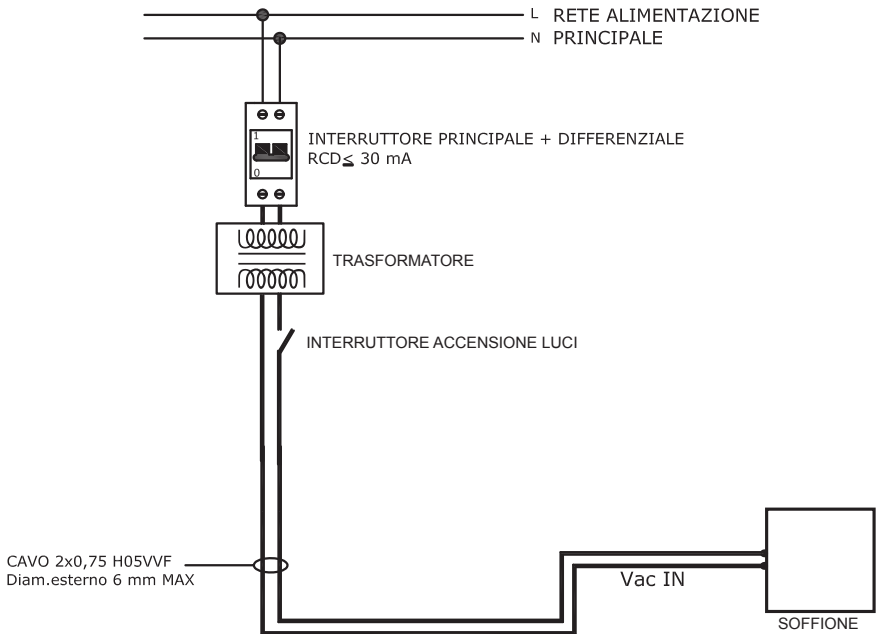 L RETE ALIMENTAZIONE
N PRINCIPALE
INTERRUTTORE PRINCIPALE + DIFFERENZIALE
RCD≤ 30 mA
1
0
TRASFORMATORE
INTERRUTTORE ACCENSIONE LUCI
CAVO 2x0,75 H05VVF
Diam.esterno 6 mm MAX
Vac IN
SOFFIONE